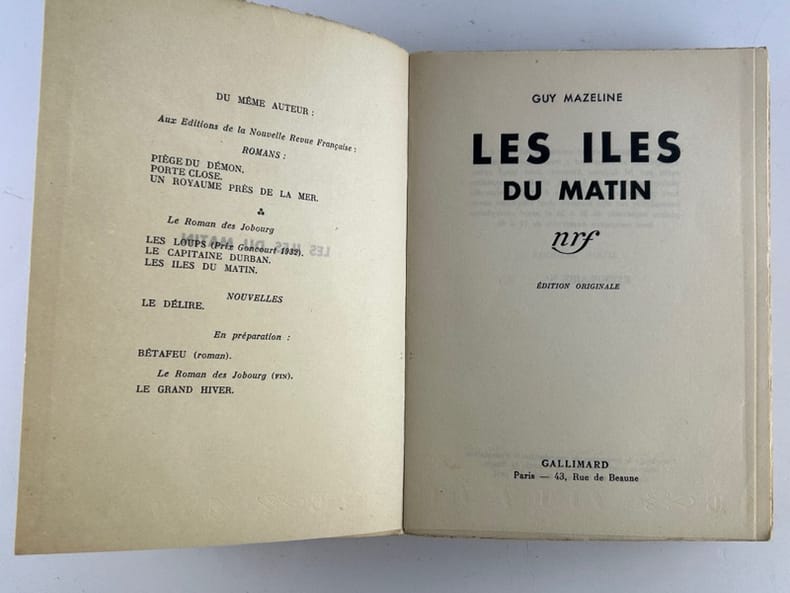 DU MÊME AUTEUR :
Aux Editions de la Nouvelle Revue Française :
ROMANS :
PIÈGE DU DÉMON.
PORTE CLOSE.
UN ROYAUME PRÈS DE LA MER.
Le Roman des Jobourg
LES LOUPS (Prix Goncourt 1932).
LE CAPITAINE DURBAN.
LES ILES DU MATIN.
NOUVELLES
LE DÉLIRE.
En préparation :
BÊTAFEU (roman).
Le Roman des Jobourg (FIN).
LE GRAND HIVER.
GUY MAZELINE
LES ILES
DU MATIN
nrf
ÉDITION ORIGINALE
GALLIMARD
Paris — 43, Rue de Beaune